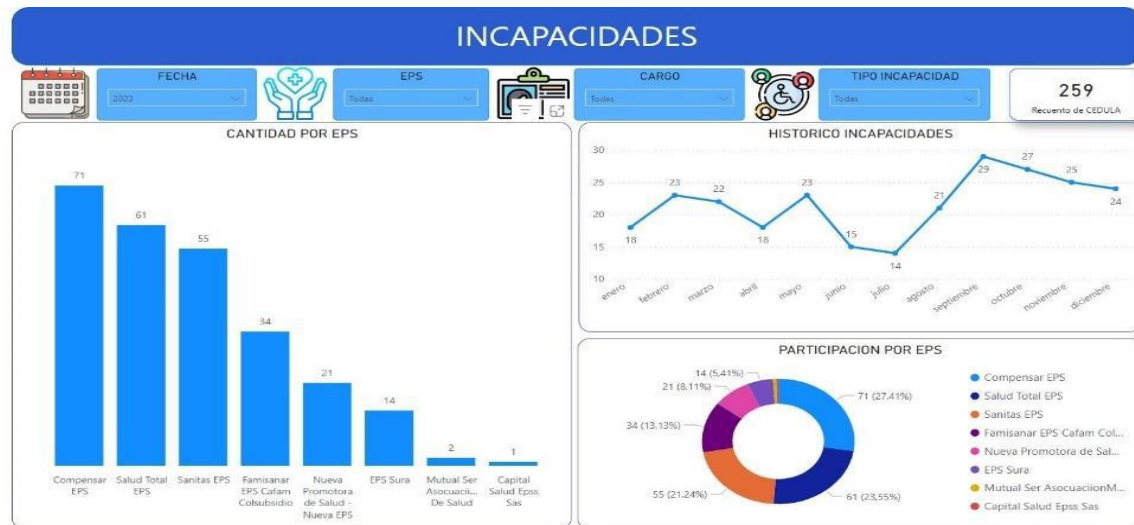 INCAPACIDADES
FECHA
2023
EPS
Todas
CARGO
Todas
TIPO INCAPACIDAD
Todas
259
Recuento de CEDULA
CANTIDAD POR EPS
71
61
55
34
21
14
2
1
Compensar
EPS
Salud Total
EPS
Sanitas EPS
Famisanar
EPS Cafam
Colsubsidio
Nueva
Promotora
de Salud -
Nueva EPS
EPS Sura
Mutual Ser
Asocuacii...
De Salud
Capital
Salud Epss
Sas
HISTORICO INCAPACIDADES
30
25
20
15
10
18
23
22
18
23
15
14
21
29
27
25
24
enero
febrero
marzo
abril
mayo
junio
julio
agosto
septiembre
octubre
noviembre
diciembre
PARTICIPACION POR EPS
14 (5,41%)
21 (8,11%)
34 (13,13%)
55 (21,24%)
71 (27,41%)
61 (23,55%)
Compensar EPS
Salud Total EPS
Sanitas EPS
Famisanar EPS Cafam Col...
Nueva Promotora de Sal...
EPS Sura
Mutual Ser AsocuaciionM...
Capital Salud Epss Sas